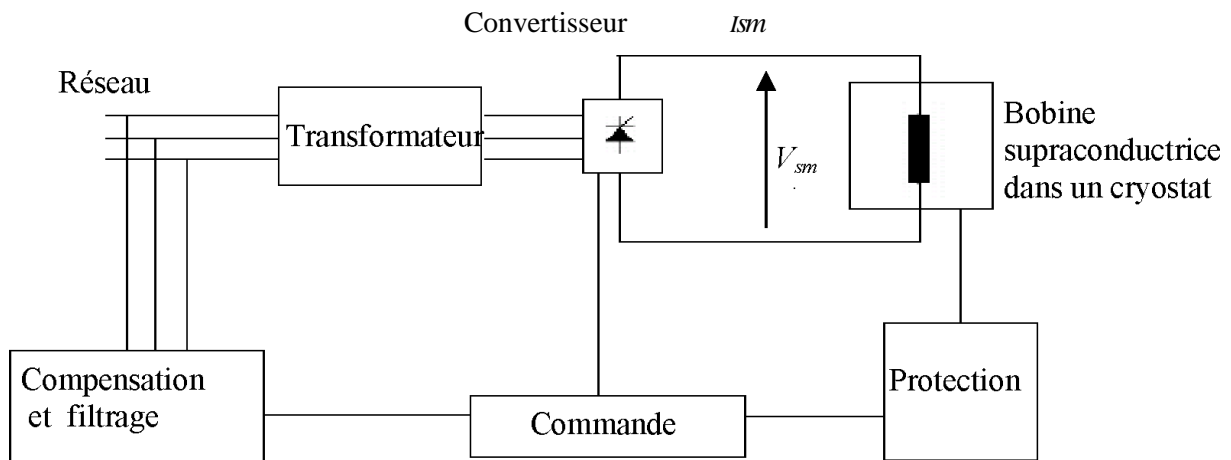 Convertisseur
Ism
Réseau
Transformateur
Vsm
Bobine
supraconductrice
dans un cryostat
Compensation
et filtrage
Commande
Protection